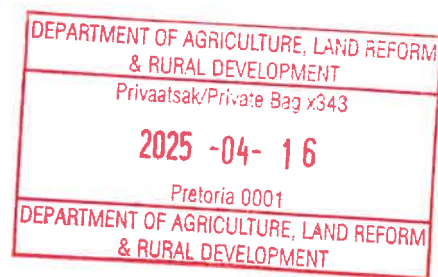 DEPARTMENT OF AGRICULTURE, LAND REFORM
& RURAL DEVELOPMENT
Privaatsak/Private Bag x343
2025 -04- 16
Pretoria 0001
DEPARTMENT OF AGRICULTURE, LAND REFORM
& RURAL DEVELOPMENT